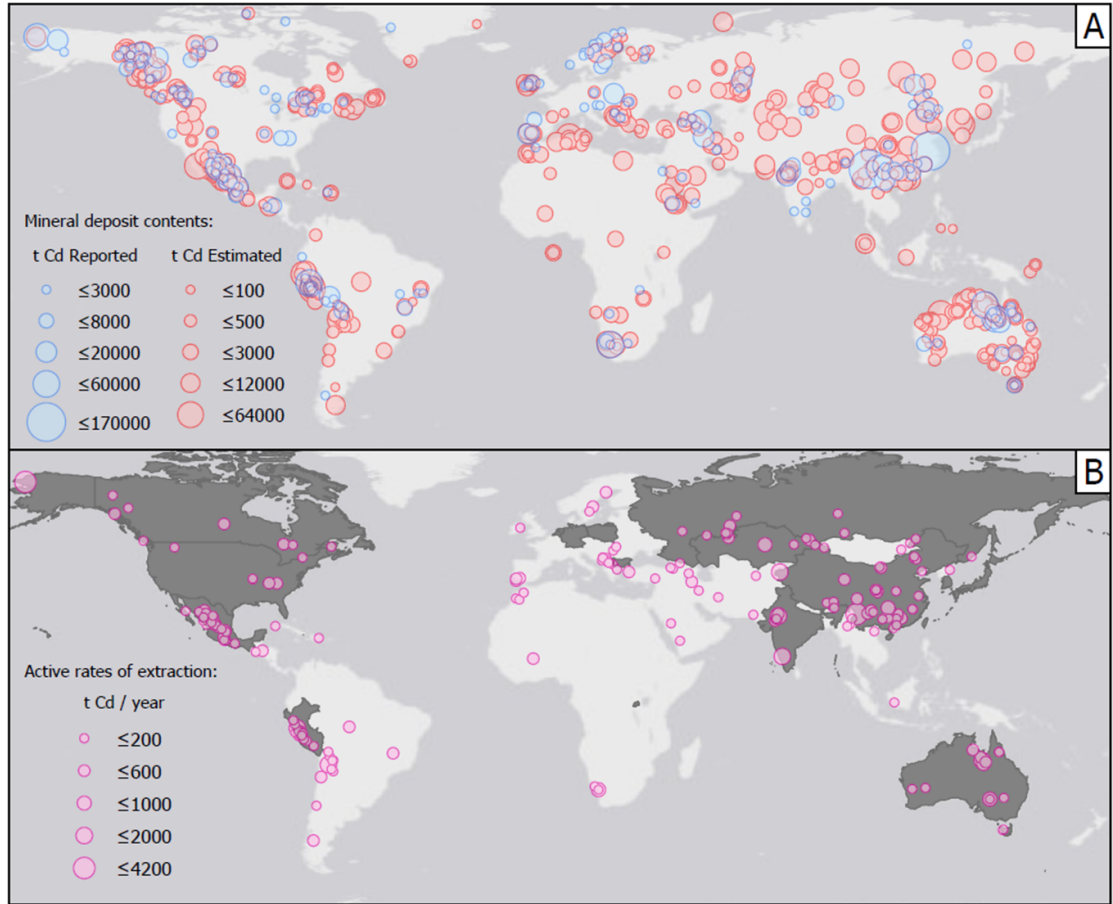 A
Mineral deposit contents:
t Cd Reported t Cd Estimated
≤3000 ≤100
≤8000 ≤500
≤20000 ≤3000
≤60000 ≤12000
≤170000 ≤64000
B
Active rates of extraction:
t Cd / year
≤200
≤600
≤1000
≤2000
≤4200